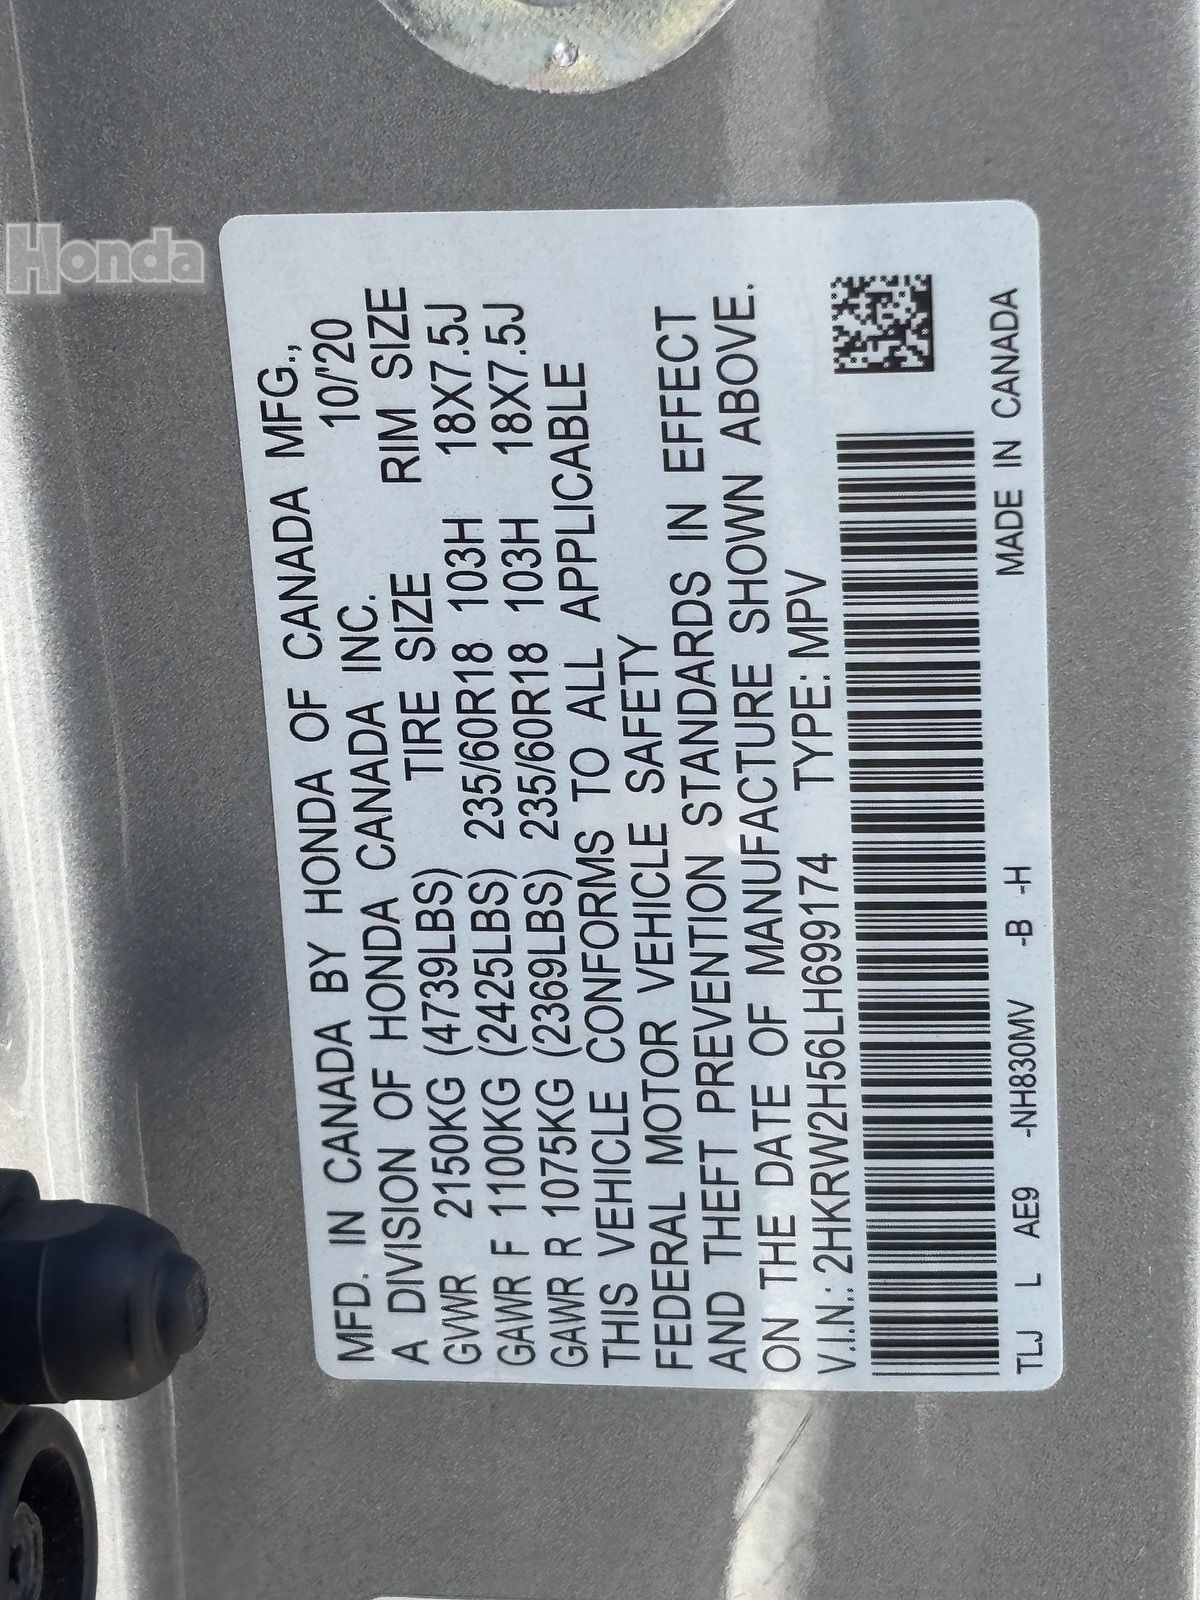 Honda
MFD. IN CANADA BY HONDA OF CANADA MFG.,
A DIVISION OF HONDA CANADA INC. 10/'20
GVWR 2150KG (4739LBS) TIRE SIZE RIM SIZE
GAWR F 1100KG (2425LBS) 235/60R18 103H 18X7.5J
GAWR R 1075KG (2369LBS) 235/60R18 103H 18X7.5J
THIS VEHICLE CONFORMS TO ALL APPLICABLE
FEDERAL MOTOR VEHICLE SAFETY
AND THEFT PREVENTION STANDARDS IN EFFECT
ON THE DATE OF MANUFACTURE SHOWN ABOVE.
V.I.N.: 2HKRW2H56LH699174 TYPE: MPV
TLJ L AE9 -NH830MV -B -H MADE IN CANADA